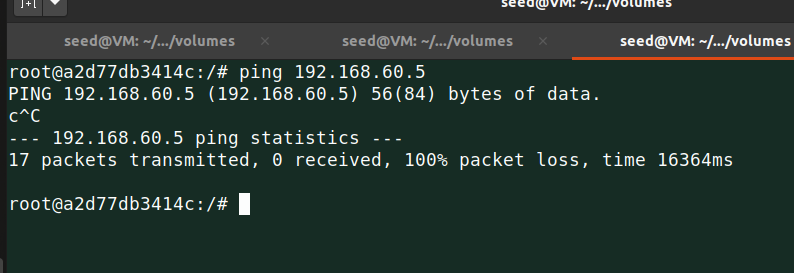 seed@VM: ~/.../volumes
seed@VM: ~/.../volumes
seed@VM: ~/.../volumes
seed@VM: ~/.../volumes
root@a2d77db3414c:/# ping 192.168.60.5
PING 192.168.60.5 (192.168.60.5) 56(84) bytes of data.
c^C
--- 192.168.60.5 ping statistics ---
17 packets transmitted, 0 received, 100% packet loss, time 16364ms
root@a2d77db3414c:/#